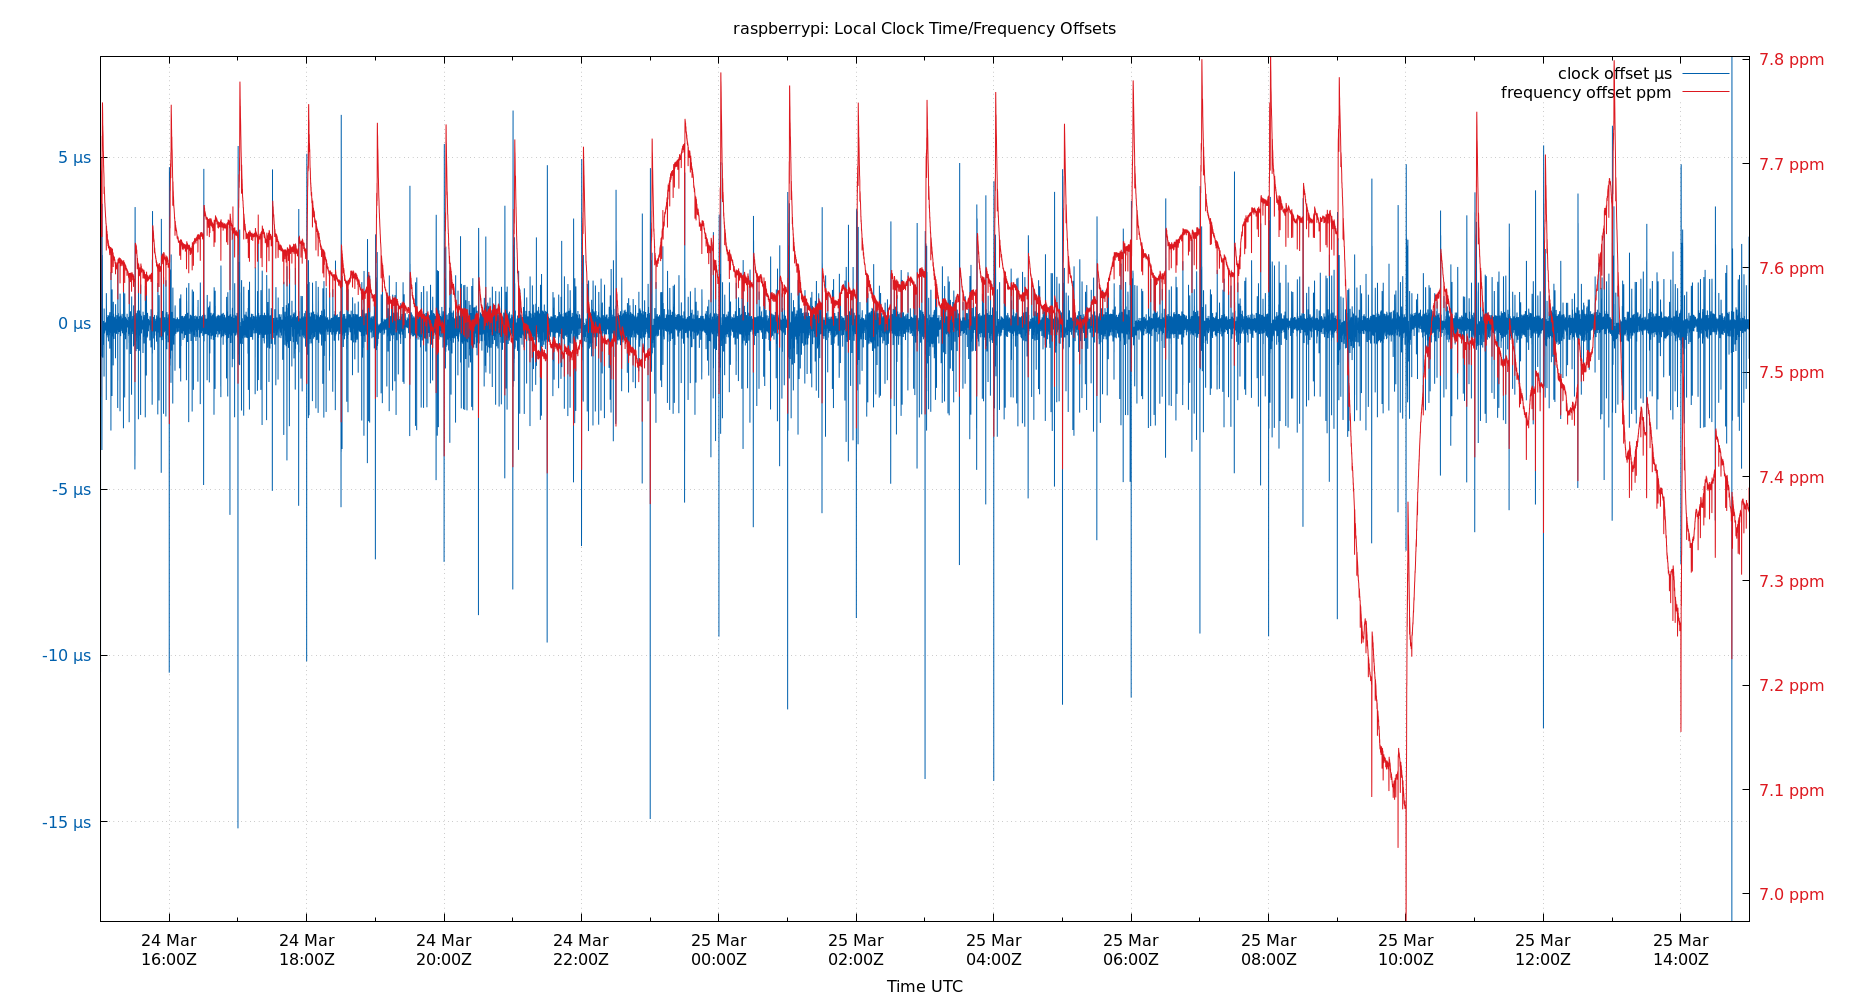 raspberrypi: Local Clock Time/Frequency Offsets
clock offset µs
frequency offset ppm
5 µs
0 µs
-5 µs
-10 µs
-15 µs
7.8 ppm
7.7 ppm
7.6 ppm
7.5 ppm
7.4 ppm
7.3 ppm
7.2 ppm
7.1 ppm
7.0 ppm
24 Mar
16:00Z
24 Mar
18:00Z
24 Mar
20:00Z
24 Mar
22:00Z
25 Mar
00:00Z
25 Mar
02:00Z
25 Mar
04:00Z
25 Mar
06:00Z
25 Mar
08:00Z
25 Mar
10:00Z
25 Mar
12:00Z
25 Mar
14:00Z
Time UTC